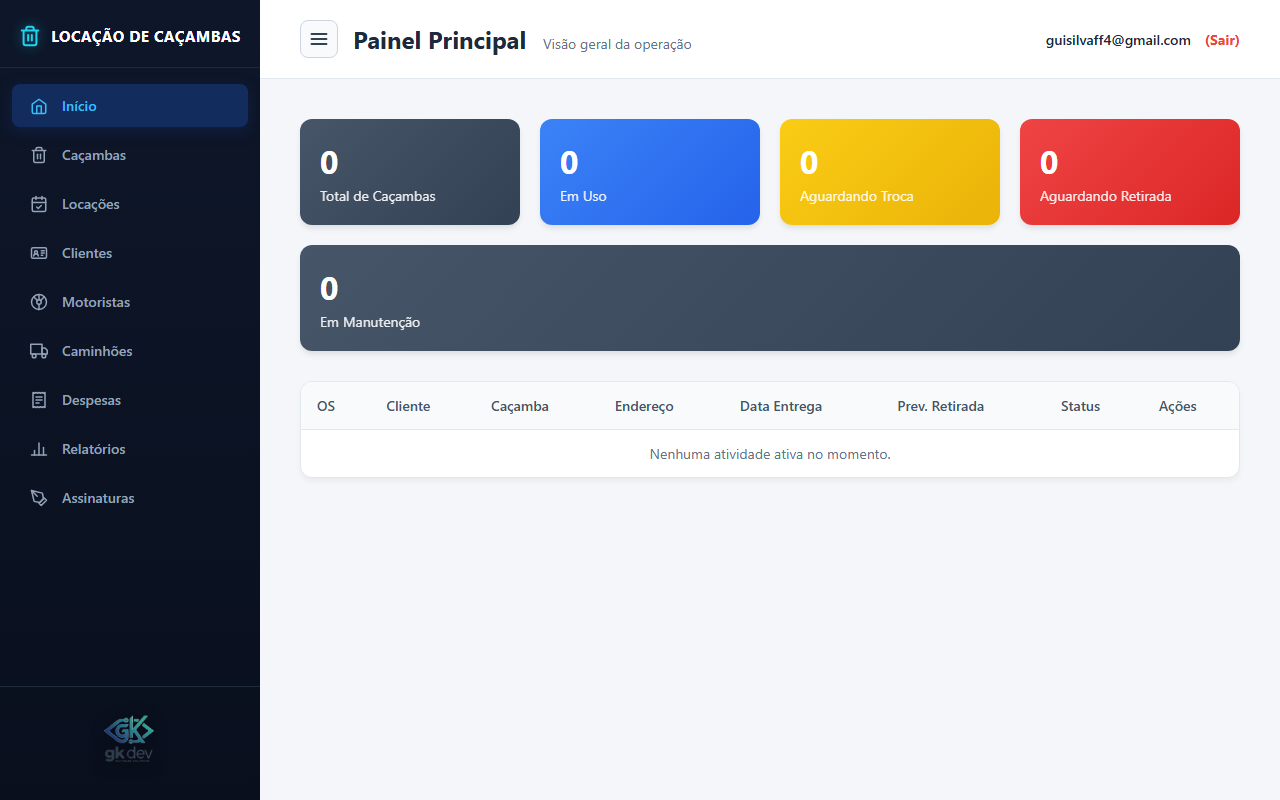 LOCAÇÃO DE CAÇAMBAS
Início
Caçambas
Locações
Clientes
Motoristas
Caminhões
Despesas
Relatórios
Assinaturas
GK
gk dev
Painel Principal Visão geral da operação
guisilvaff4@gmail.com (Sair)
0
Total de Caçambas
0
Em Uso
0
Aguardando Troca
0
Aguardando Retirada
0
Em Manutenção
OS Cliente Caçamba Endereço Data Entrega Prev. Retirada Status Ações
Nenhuma atividade ativa no momento.